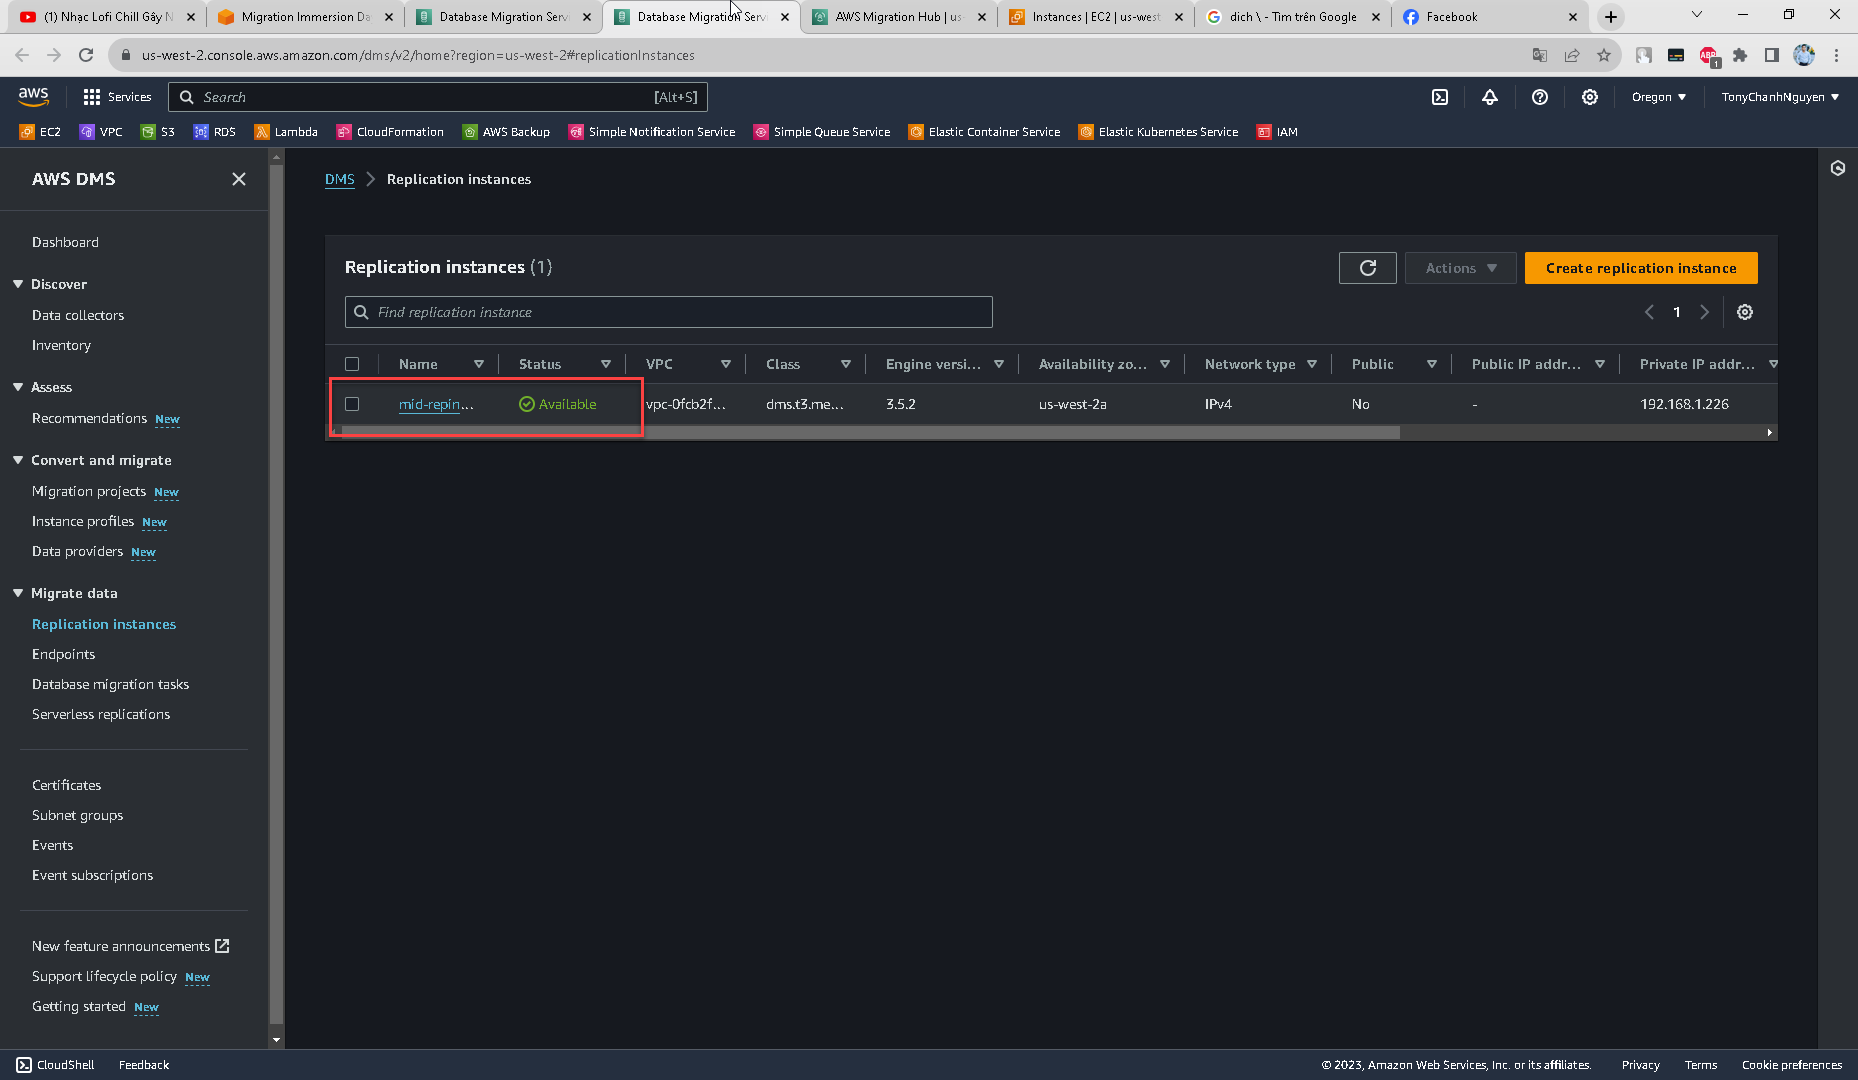 (1) Nhạc Lofi Chill Gây N
Migration Immersion Da
Database Migration Servi
Database Migration Servi
AWS Migration Hub | us-
Instances | EC2 | us-west
dich \ - Tìm trên Google
Facebook
us-west-2.console.aws.amazon.com/dms/v2/home?region=us-west-2#replicationInstances
ABP
1
aws
Services
Search
[Alt+S]
Oregon
TonyChanhNguyen
EC2
VPC
S3
RDS
Lambda
CloudFormation
AWS Backup
Simple Notification Service
Simple Queue Service
Elastic Container Service
Elastic Kubernetes Service
IAM
AWS DMS
Dashboard
Discover
Data collectors
Inventory
Assess
Recommendations New
Convert and migrate
Migration projects New
Instance profiles New
Data providers New
Migrate data
Replication instances
Endpoints
Database migration tasks
Serverless replications
Certificates
Subnet groups
Events
Event subscriptions
New feature announcements
Support lifecycle policy New
Getting started New
DMS > Replication instances
Replication instances (1)
Actions
Create replication instance
Find replication instance
1
Name Status VPC Class Engine versi... Availability zo... Network type Public Public IP addr... Private IP addr...
mid-repin... Available vpc-0fcb2f... dms.t3.me... 3.5.2 us-west-2a IPv4 No - 192.168.1.226
CloudShell
Feedback
© 2023, Amazon Web Services, Inc. or its affiliates.
Privacy
Terms
Cookie preferences